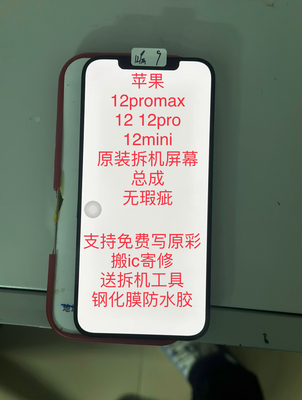 苹果
12promax
12 12pro
12mini
原装拆机屏幕
总成
无瑕疵
支持免费写原彩
搬ic寄修
送拆机工具
钢化膜防水胶